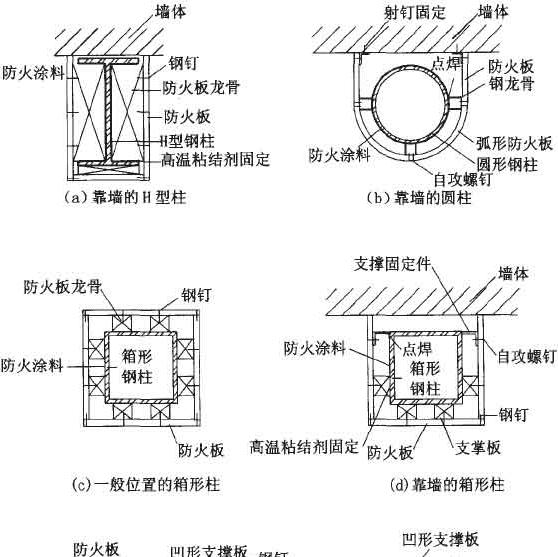 墙体
钢钉
防火涂料
防火板龙骨
防火板
H型钢柱
高温粘结剂固定
(a)靠墙的H型柱
射钉固定
墙体
点焊
防火板
钢龙骨
弧形防火板
防火涂料
圆形钢柱
自攻螺钉
(b)靠墙的圆柱
防火板龙骨
钢钉
防火涂料
箱形
钢柱
防火板
(c)一般位置的箱形柱
支撑固定件
墙体
防火涂料
点焊
自攻螺钉
箱形
钢柱
钢钉
高温粘结剂固定
防火板
支掌板
(d)靠墙的箱形柱
防火板
凹形支撑板
钢钉
凹形支撑板